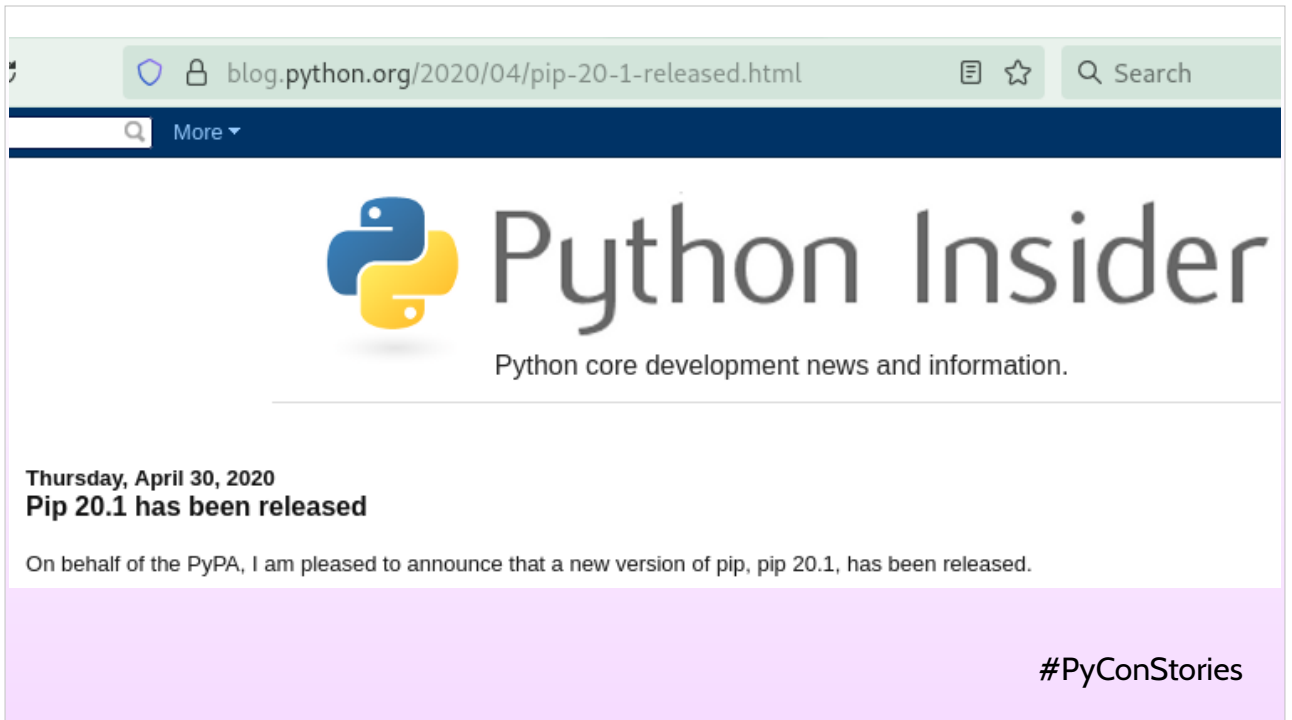 blog.python.org/2020/04/pip-20-1-released.html
Search
More
Python Insider
Python core development news and information.
Thursday, April 30, 2020
Pip 20.1 has been released
On behalf of the PyPA, I am pleased to announce that a new version of pip, pip 20.1, has been released.
#PyConStories